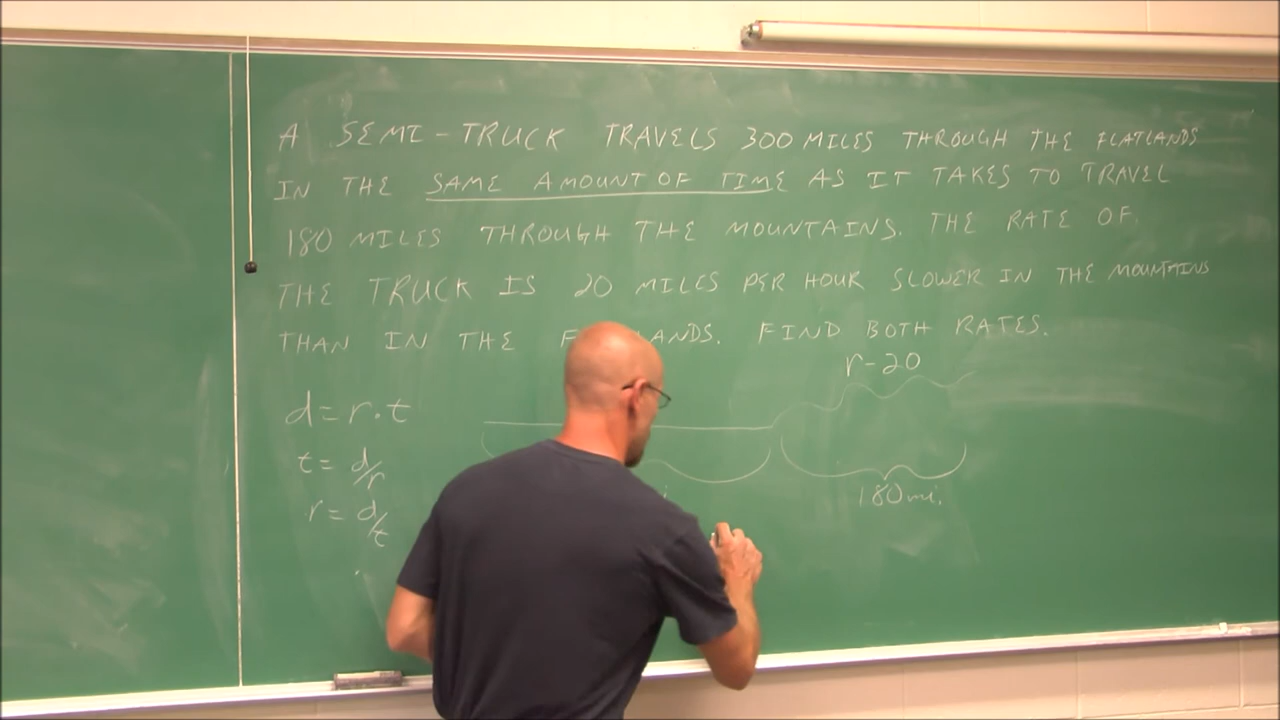 A SEMI-TRUCK TRAVELS 300 MILES THROUGH THE FLATLANDS
IN THE SAME AMOUNT OF TIME AS IT TAKES TO TRAVEL
180 MILES THROUGH THE MOUNTAINS. THE RATE OF
THE TRUCK IS 20 MILES PER HOUR SLOWER IN THE MOUNTAINS
THAN IN THE F ANDS. FIND BOTH RATES.
r-20
d=r·t
t= d/r
180mi.
r= d/t